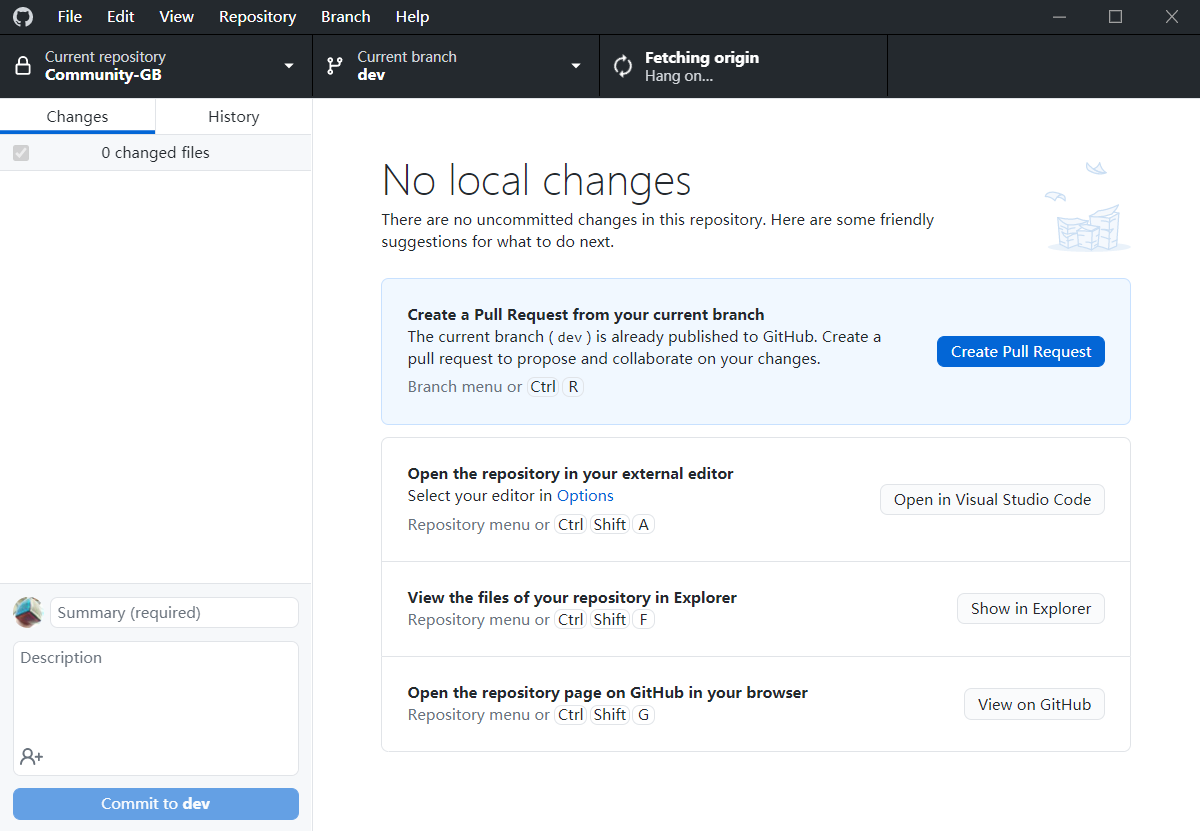 File Edit View Repository Branch Help
Current repository
Community-GB
Current branch
dev
Fetching origin
Hang on...
Changes
History
0 changed files
No local changes
There are no uncommitted changes in this repository. Here are some friendly
suggestions for what to do next.
Create a Pull Request from your current branch
The current branch ( dev ) is already published to GitHub. Create a
pull request to propose and collaborate on your changes.
Branch menu or Ctrl R
Create Pull Request
Open the repository in your external editor
Select your editor in Options
Repository menu or Ctrl Shift A
Open in Visual Studio Code
View the files of your repository in Explorer
Repository menu or Ctrl Shift F
Show in Explorer
Open the repository page on GitHub in your browser
Repository menu or Ctrl Shift G
View on GitHub
Summary (required)
Description
Commit to dev